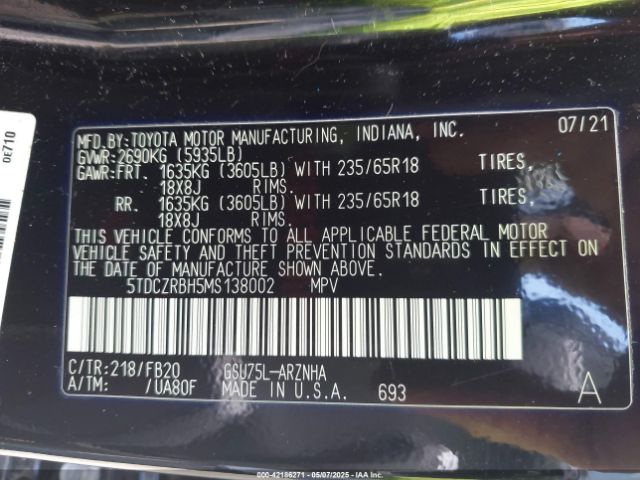 DE710
MFD.BY:TOYOTA MOTOR MANUFACTURING, INDIANA, INC. 07/21
GVWR:2690KG (5935LB)
GAWR:FRT. 1635KG (3605LB) WITH 235/65R18 TIRES,
18X8J RIMS.
RR. 1635KG (3605LB) WITH 235/65R18 TIRES,
18X8J RIMS.
THIS VEHICLE CONFORMS TO ALL APPLICABLE FEDERAL MOTOR
VEHICLE SAFETY AND THEFT PREVENTION STANDARDS IN EFFECT ON
THE DATE OF MANUFACTURE SHOWN ABOVE.
5TDCZRBH5MS138002 MPV
C/TR:218/FB20 GSU75L-ARZNHA
A/TM: /UA80F MADE IN U.S.A. 693 A
000-42186271 - 05/07/2025 - IAA Inc.